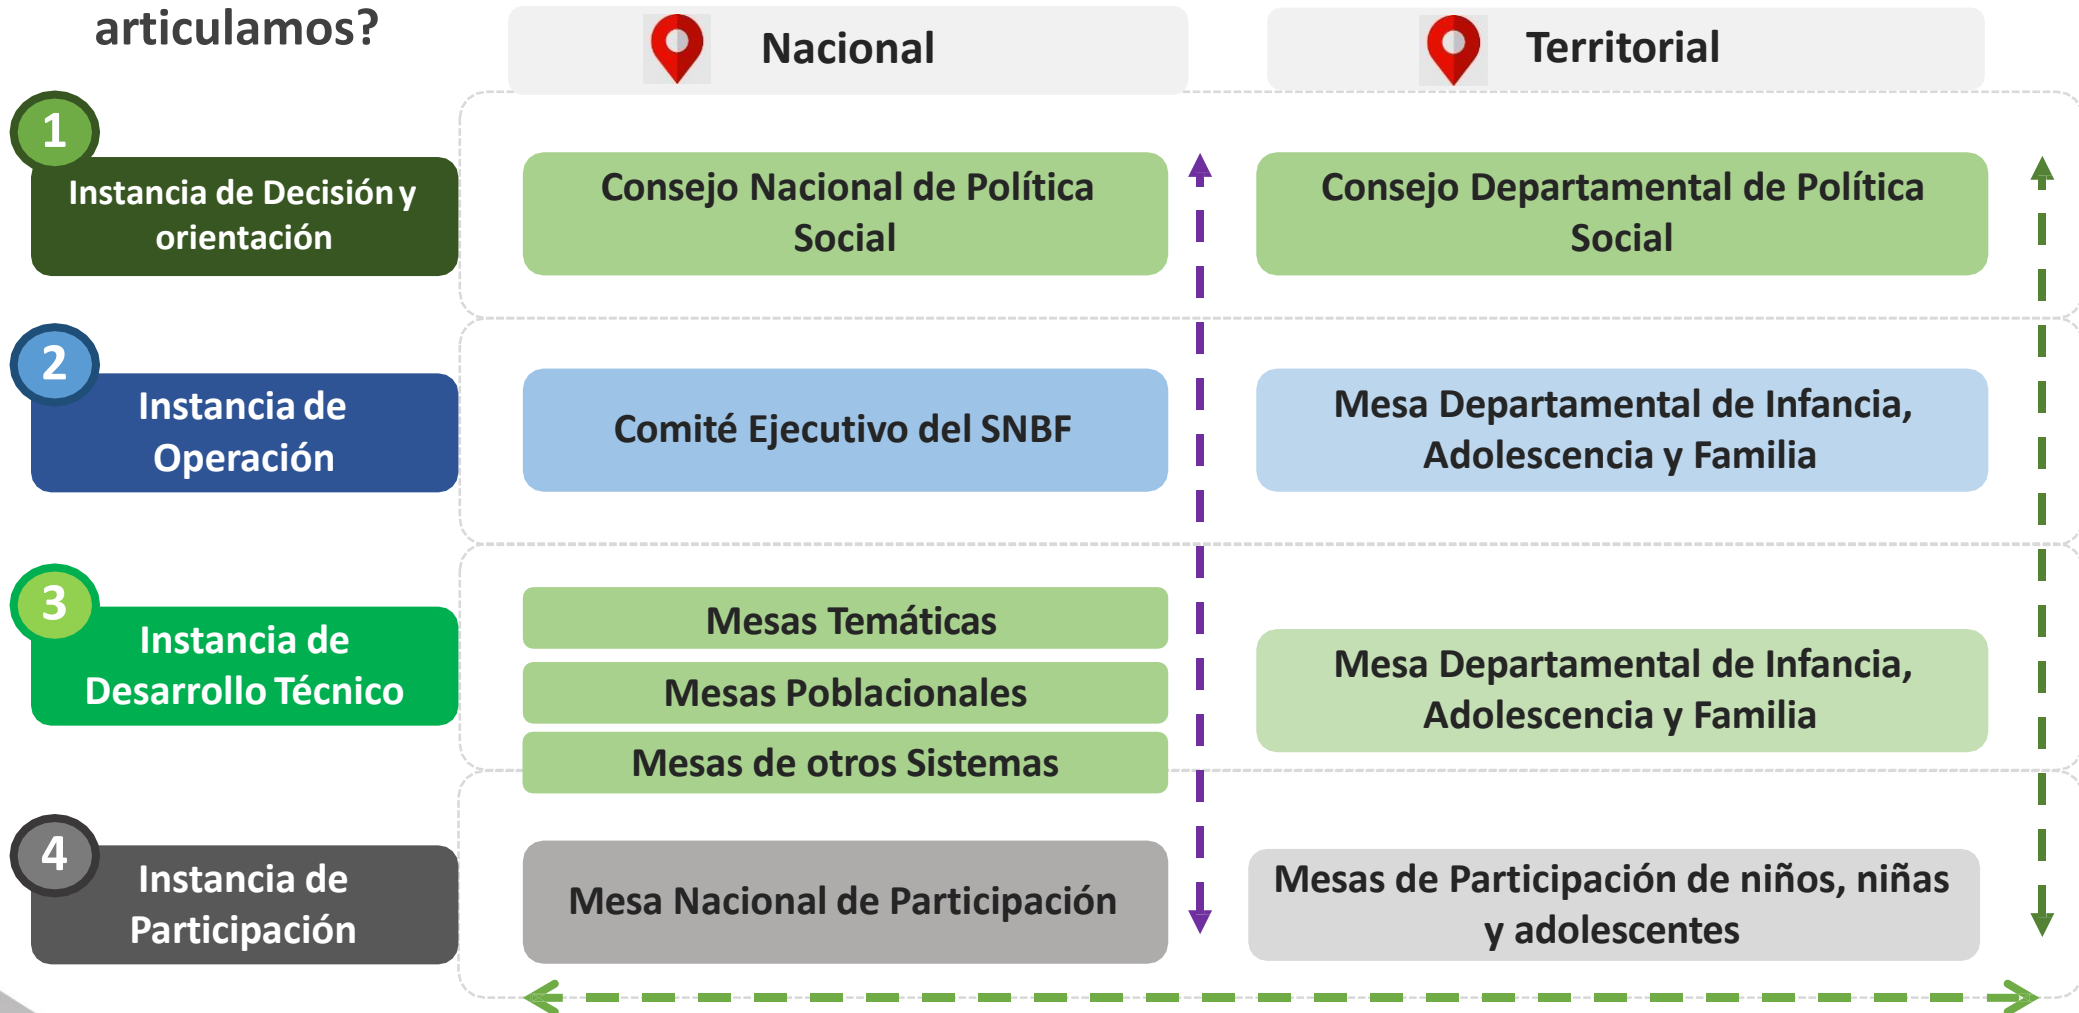 articulamos?
Nacional
Territorial
1
Instancia de Decisión y
orientación
Consejo Nacional de Política
Social
Consejo Departamental de Política
Social
2
Instancia de
Operación
Comité Ejecutivo del SNBF
Mesa Departamental de Infancia,
Adolescencia y Familia
3
Instancia de
Desarrollo Técnico
Mesas Temáticas
Mesas Poblacionales
Mesas de otros Sistemas
Mesa Departamental de Infancia,
Adolescencia y Familia
4
Instancia de
Participación
Mesa Nacional de Participación
Mesas de Participación de niños, niñas
y adolescentes